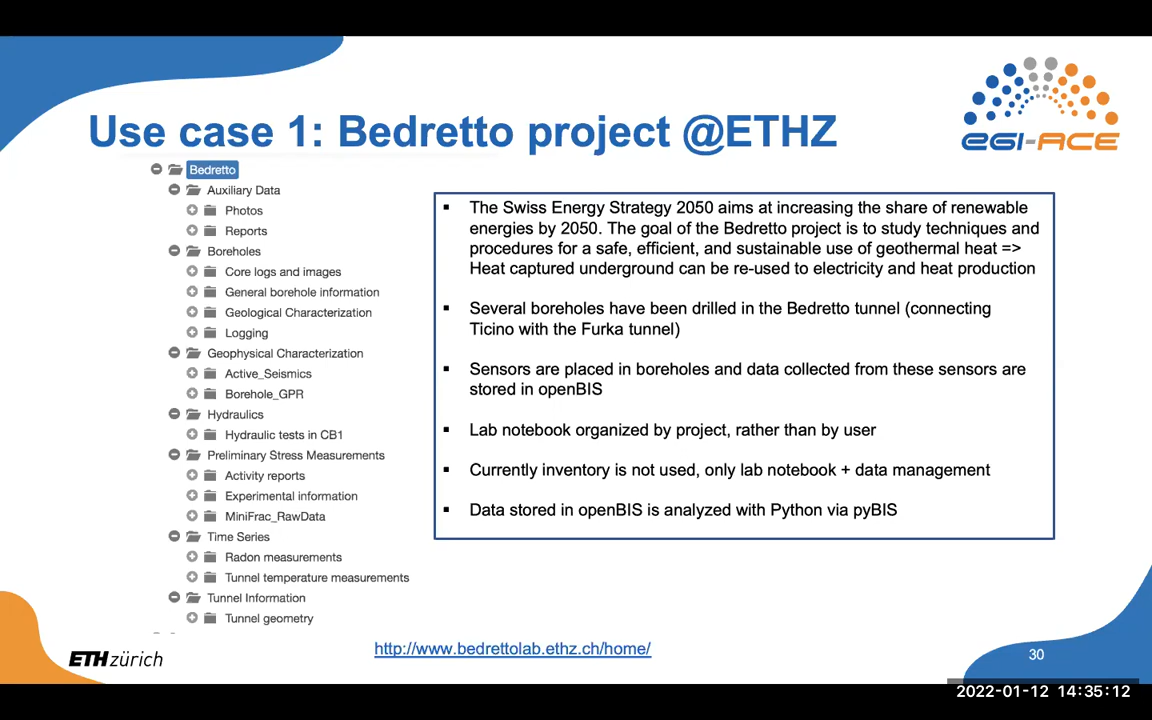 Use case 1: Bedretto project @ETHZ
EGI-ACE
Bedretto
Auxiliary Data
Photos
Reports
Boreholes
Core logs and images
General borehole information
Geological Characterization
Logging
Geophysical Characterization
Active_Seismics
Borehole_GPR
Hydraulics
Hydraulic tests in CB1
Preliminary Stress Measurements
Activity reports
Experimental information
MiniFrac_RawData
Time Series
Radon measurements
Tunnel temperature measurements
Tunnel Information
Tunnel geometry
▪ The Swiss Energy Strategy 2050 aims at increasing the share of renewable
energies by 2050. The goal of the Bedretto project is to study techniques and
procedures for a safe, efficient, and sustainable use of geothermal heat =>
Heat captured underground can be re-used to electricity and heat production
▪ Several boreholes have been drilled in the Bedretto tunnel (connecting
Ticino with the Furka tunnel)
▪ Sensors are placed in boreholes and data collected from these sensors are
stored in openBIS
▪ Lab notebook organized by project, rather than by user
▪ Currently inventory is not used, only lab notebook + data management
▪ Data stored in openBIS is analyzed with Python via pyBIS
ETH zürich
http://www.bedrettolab.ethz.ch/home/
30
2022-01-12 14:35:12